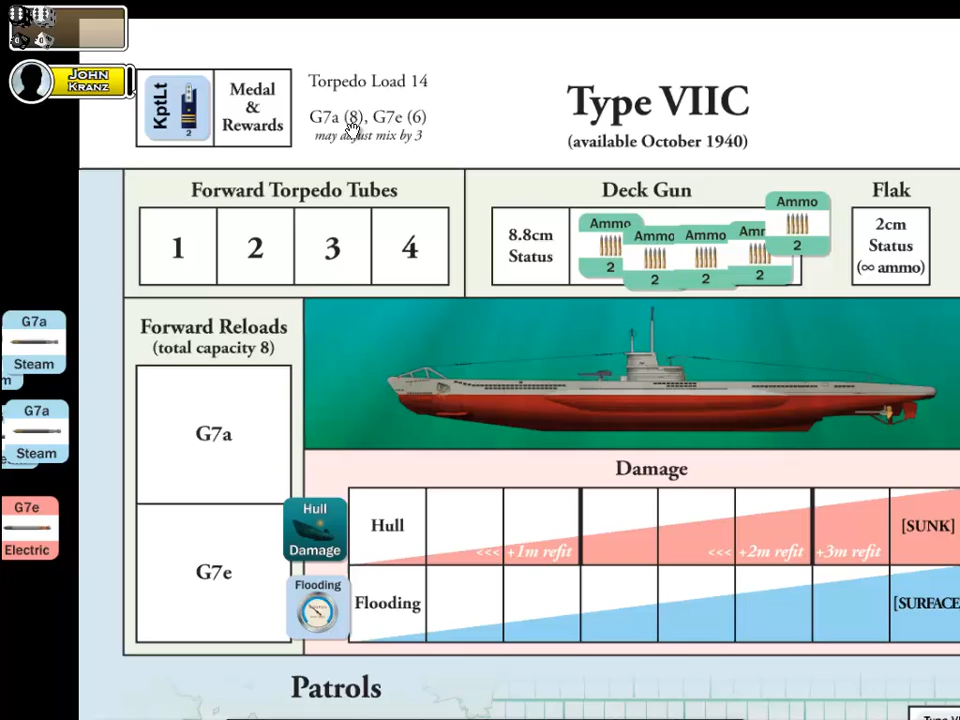 JOHN
KRANZ
KptLt
2
Medal
&
Rewards
Torpedo Load 14
G7a (8), G7e (6)
may adjust mix by 3
Type VIIC
(available October 1940)
Forward Torpedo Tubes
1
2
3
4
Deck Gun
8.8cm
Status
Ammo
2
Ammo
2
Ammo
2
Amm
2
Ammo
2
Flak
2cm
Status
(∞ ammo)
G7a
Steam
m
G7a
Steam
G7e
Electric
Forward Reloads
(total capacity 8)
G7a
G7e
Damage
Hull
Damage
Hull
<<< +1m refit
<<< +2m refit
+3m refit
[SUNK]
Flooding
Flooding
[SURFACE
Patrols